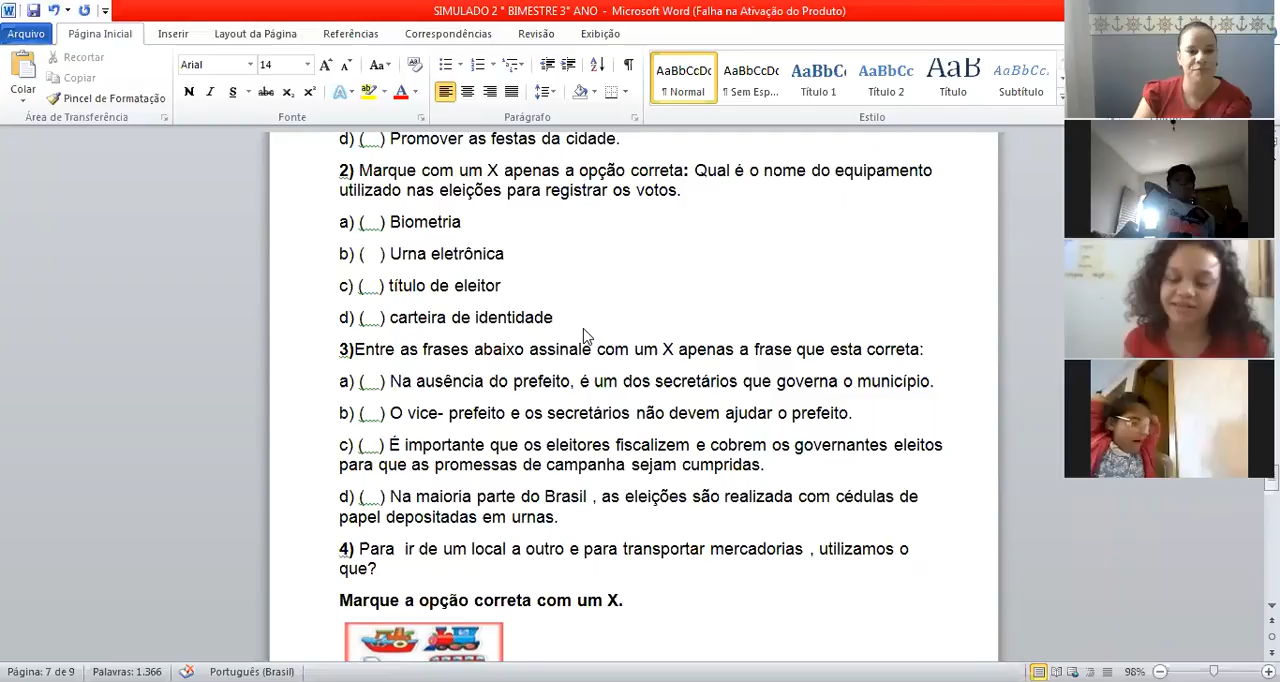 SIMULADO 2 " BIMESTRE 3° ANO - Microsoft Word (Falha na Ativação do Produto)
Arquivo Página Inicial Inserir Layout da Página Referências Correspondências Revisão Exibição
Colar
Recortar
Copiar
Pincel de Formatação
Área de Transferência
Arial 14
N I S abc
Fonte
Parágrafo
AaBbCcDc AaBbCcDc AaBbC AaBbCc AaB AaBbCc.
¶ Normal ¶ Sem Esp... Título 1 Título 2 Título Subtítulo
Estilo
d) (__) Promover as festas da cidade.
2) Marque com um X apenas a opção correta: Qual é o nome do equipamento
utilizado nas eleições para registrar os votos.
a) (__) Biometria
b) ( ) Urna eletrônica
c) (__) título de eleitor
d) (__) carteira de identidade
3)Entre as frases abaixo assinale com um X apenas a frase que esta correta:
a) (__) Na ausência do prefeito, é um dos secretários que governa o município.
b) (__) O vice- prefeito e os secretários não devem ajudar o prefeito.
c) (__) É importante que os eleitores fiscalizem e cobrem os governantes eleitos
para que as promessas de campanha sejam cumpridas.
d) (__) Na maioria parte do Brasil , as eleições são realizada com cédulas de
papel depositadas em urnas.
4) Para  ir de um local a outro e para transportar mercadorias , utilizamos o
que?
Marque a opção correta com um X.
Página: 7 de 9 Palavras: 1.366 Português (Brasil) 98%